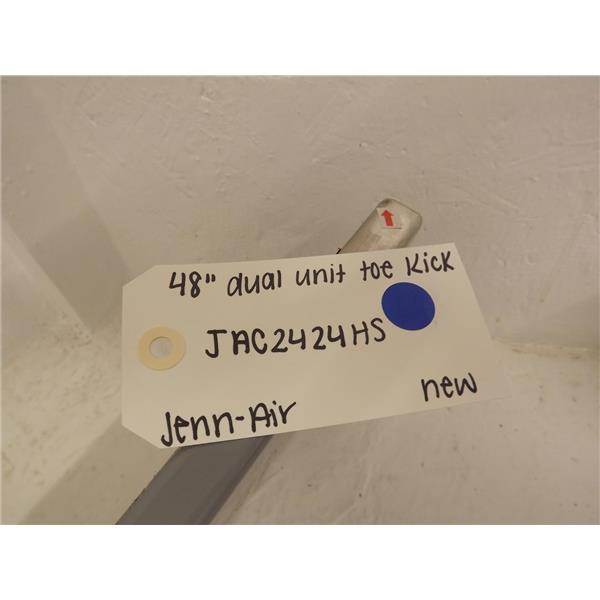 48" dual unit toe kick
JAC2424HS
Jenn-Air
new